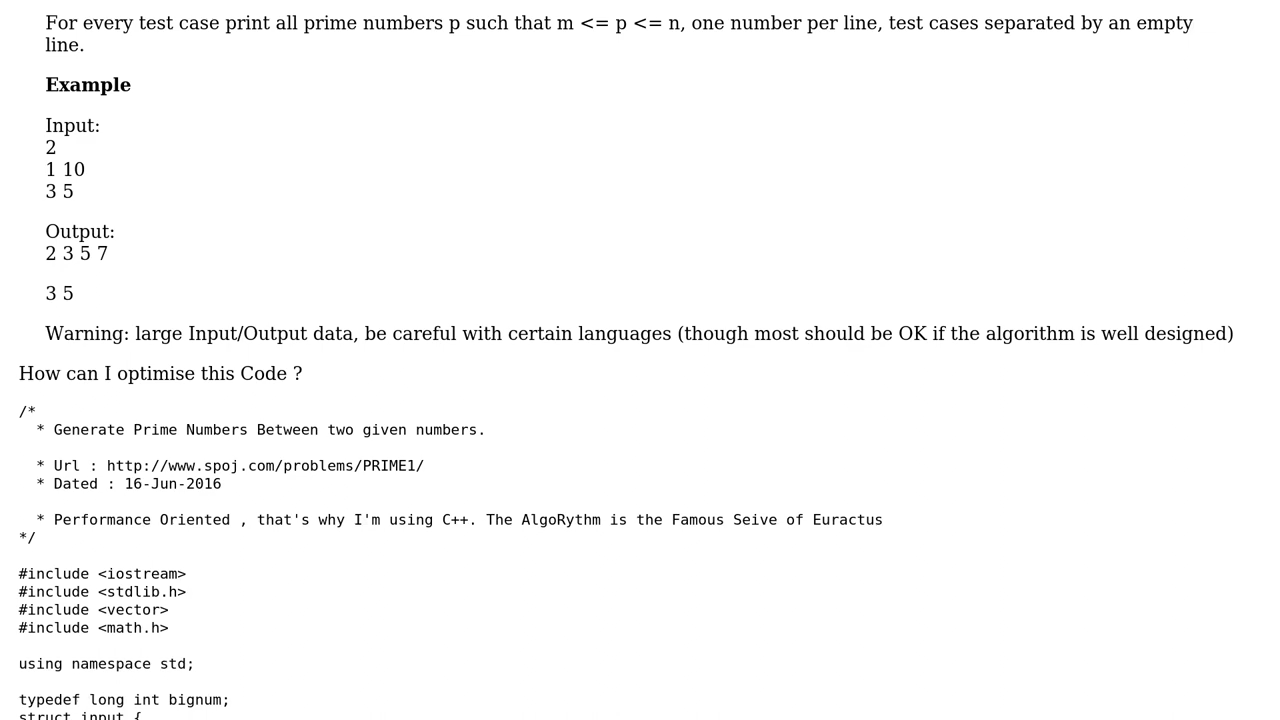 For every test case print all prime numbers p such that m <= p <= n, one number per line, test cases separated by an empty
line.
Example
Input:
2
1 10
3 5
Output:
2 3 5 7
3 5
Warning: large Input/Output data, be careful with certain languages (though most should be OK if the algorithm is well designed)
How can I optimise this Code ?
/*
* Generate Prime Numbers Between two given numbers.
* Url : http://www.spoj.com/problems/PRIME1/
* Dated : 16-Jun-2016
* Performance Oriented , that's why I'm using C++. The AlgoRythm is the Famous Seive of Euractus
*/
#include <iostream>
#include <stdlib.h>
#include <vector>
#include <math.h>
using namespace std;
typedef long int bignum;
struct input {